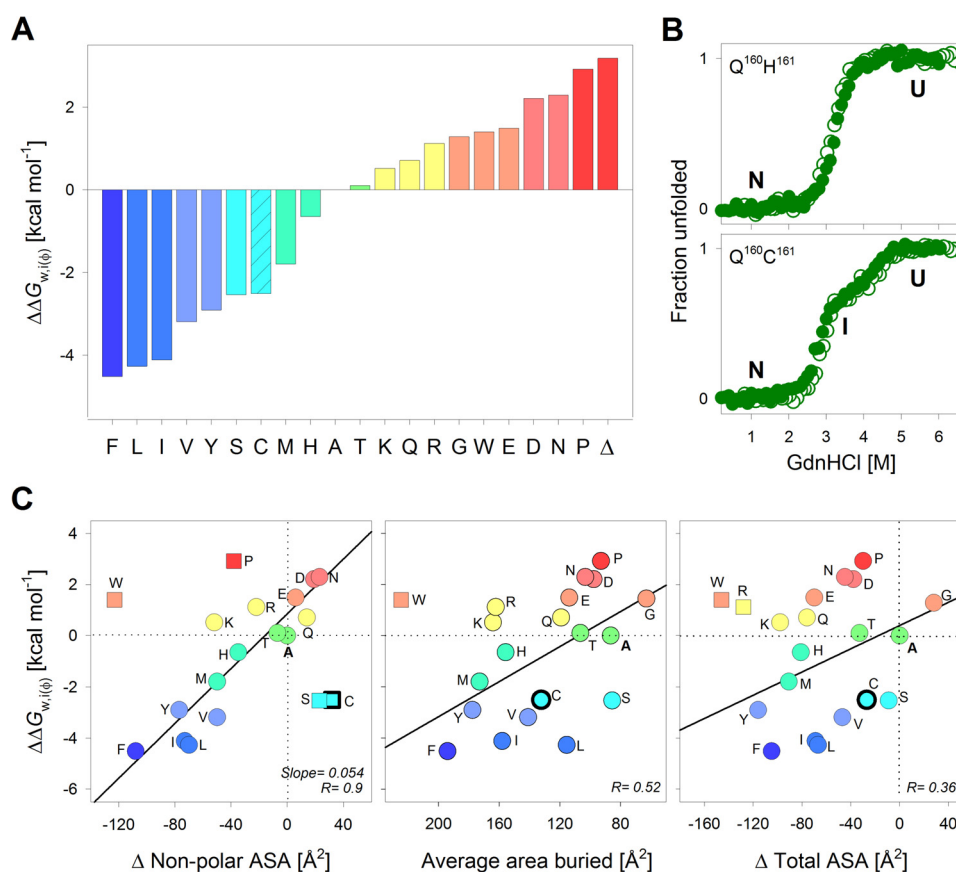 A
ΔΔG_w,i(ϕ) [kcal mol⁻¹]
2
0
-2
-4
F L I V Y S C M H A T K Q R G W E D N P Δ
B
Fraction unfolded
Q¹⁶⁰H¹⁶¹
1
0
N
U
Q¹⁶⁰C¹⁶¹
1
0
N
I
U
1 2 3 4 5 6
GdnHCl [M]
C
ΔΔG_w,i(ϕ) [kcal mol⁻¹]
4
2
0
-2
-4
-6
W
P
D
N
E
K
R
Q
T
A
H
M
S
C
Y
V
F
I
L
Slope= 0.054
R= 0.9
-120 -80 -40 0 40
Δ Non-polar ASA [Å²]
P
N
D
W
R
E
G
K
Q
T
A
H
M
C
S
Y
V
F
I
L
R= 0.52
200 160 120 80
Average area buried [Å²]
P
N
D
W
R
E
G
K
Q
T
A
H
M
C
S
Y
V
F
I
L
R= 0.36
-160 -120 -80 -40 0 40
Δ Total ASA [Å²]